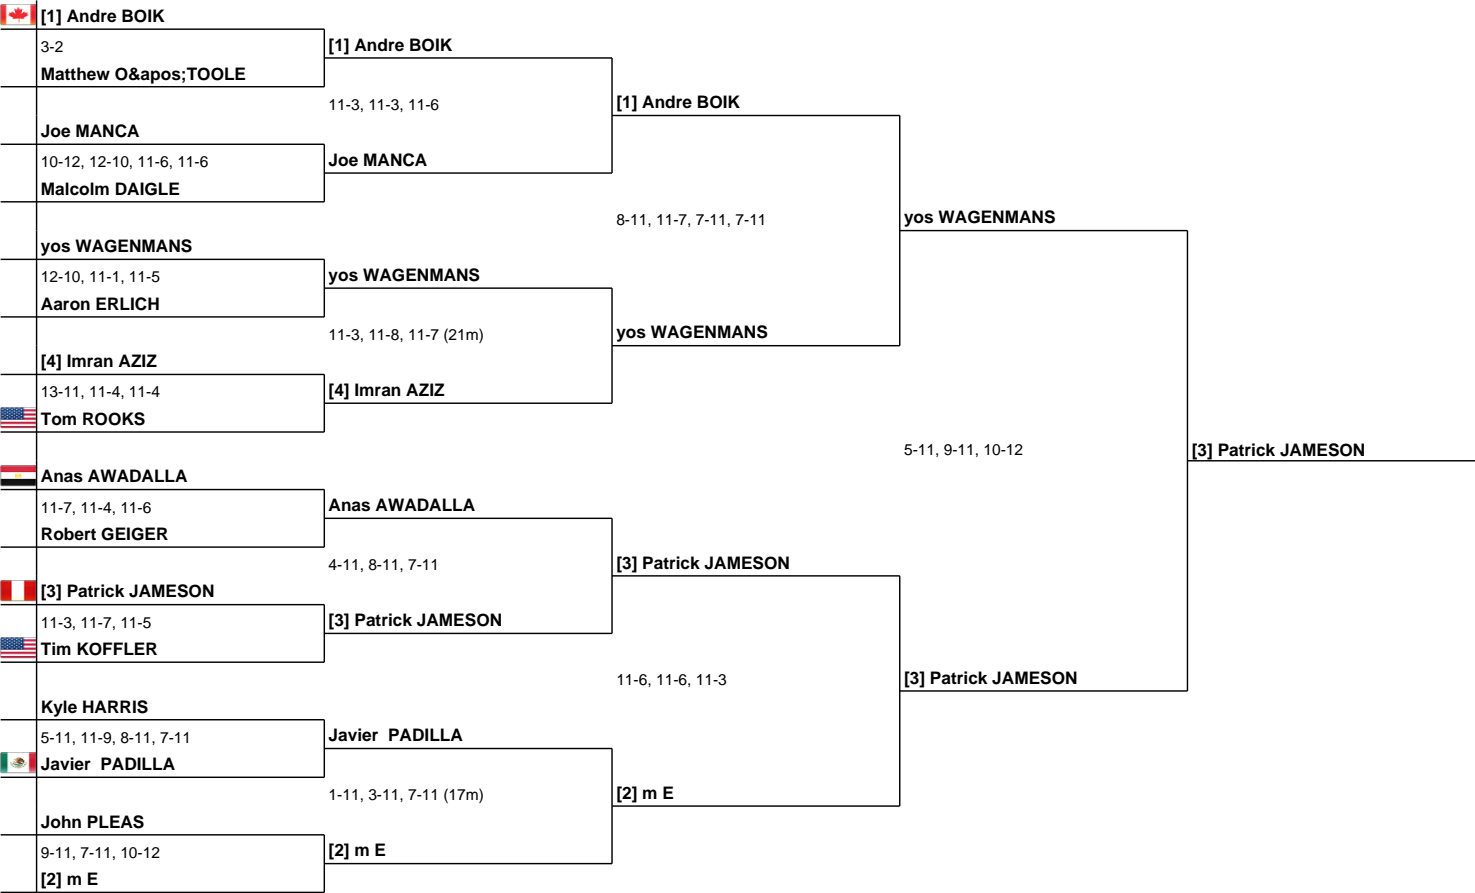 [1] Andre BOIK
3-2
Matthew O&apos;TOOLE
Joe MANCA
10-12, 12-10, 11-6, 11-6
Malcolm DAIGLE
yos WAGENMANS
12-10, 11-1, 11-5
Aaron ERLICH
[4] Imran AZIZ
13-11, 11-4, 11-4
Tom ROOKS
Anas AWADALLA
11-7, 11-4, 11-6
Robert GEIGER
[3] Patrick JAMESON
11-3, 11-7, 11-5
Tim KOFFLER
Kyle HARRIS
5-11, 11-9, 8-11, 7-11
Javier  PADILLA
John PLEAS
9-11, 7-11, 10-12
[2] m E
[1] Andre BOIK
11-3, 11-3, 11-6
Joe MANCA
yos WAGENMANS
11-3, 11-8, 11-7 (21m)
[4] Imran AZIZ
Anas AWADALLA
4-11, 8-11, 7-11
[3] Patrick JAMESON
Javier  PADILLA
1-11, 3-11, 7-11 (17m)
[2] m E
[1] Andre BOIK
8-11, 11-7, 7-11, 7-11
yos WAGENMANS
[3] Patrick JAMESON
11-6, 11-6, 11-3
[2] m E
yos WAGENMANS
5-11, 9-11, 10-12
[3] Patrick JAMESON
[3] Patrick JAMESON